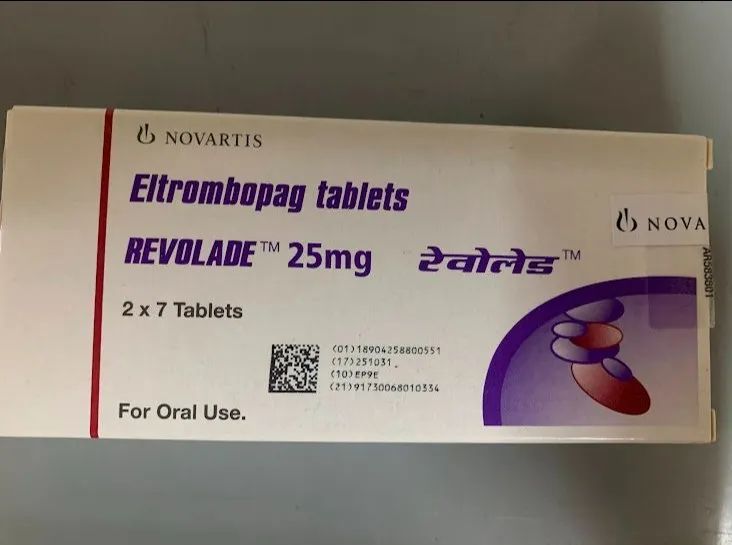 NOVARTIS
Eltrombopag tablets
NOVA
REVOLADE™ 25mg रेवोलेड™
2 x 7 Tablets
(01)18904258800551
(17)251031
(10)EP9E
(21)91730068010334
For Oral Use.